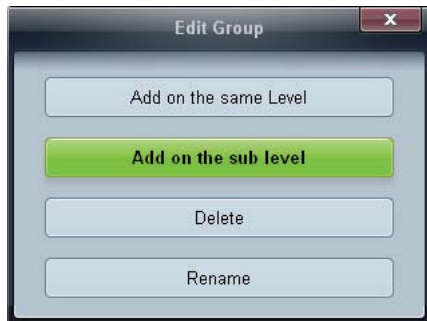 Edit Group
x
Add on the same Level
Add on the sub level
Delete
Rename